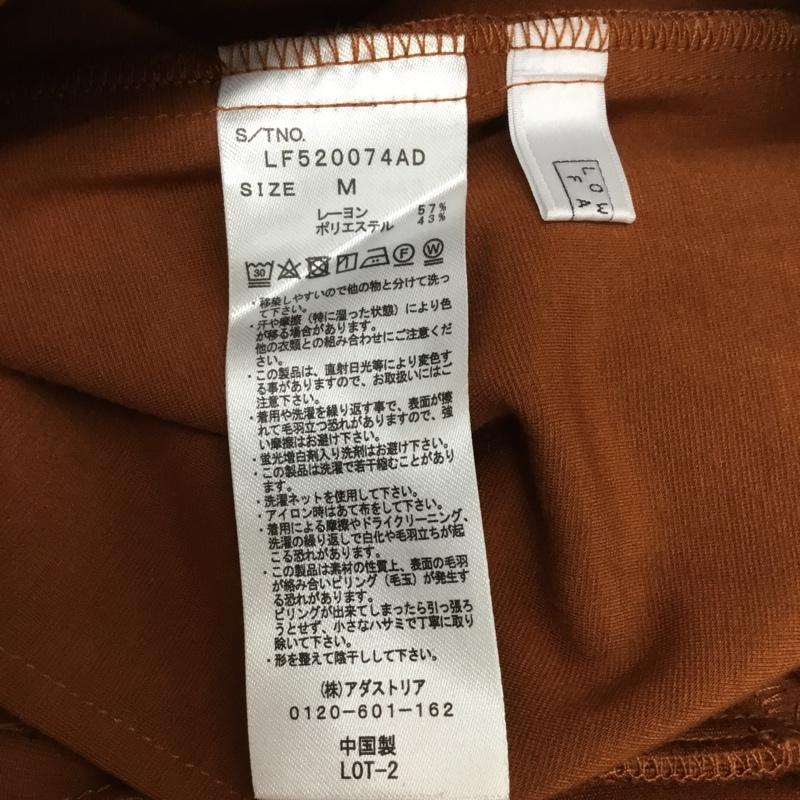 S/TNO.
LF520074AD
SIZE M
レーヨン 57%
ポリエステル 43%
30
F W
・移染しやすいので他の物と分けて洗っ
て下さい。
・汗や摩擦(特に湿った状態)により色
が移る場合があります。
他の衣類との組み合わせにご注意くだ
さい。
・この製品は、直射日光等により変色す
る事がありますので、お取扱いにはご
注意下さい。
・着用や洗濯を繰り返す事で、表面が擦
れて毛羽立つ恐れがありますので、強
い摩擦はお避け下さい。
・蛍光増白剤入り洗剤はお避け下さい。
・この製品は洗濯で若干縮むことがあり
ます。
・洗濯ネットを使用して下さい。
・アイロン時はあて布をして下さい。
・着用による摩擦やドライクリーニング、
洗濯の繰り返しで白化や毛羽立ちが起
こる恐れがあります。
・この製品は素材の性質上、表面の毛羽
が絡み合いピリング(毛玉)が発生す
る恐れがあります。
ピリングが出来てしまったら引っ張ろ
うとせず、小さなハサミで丁寧に取り
除いて下さい。
・形を整えて陰干しして下さい。
(株)アダストリア
0120-601-162
中国製
LOT-2
LOW
FA